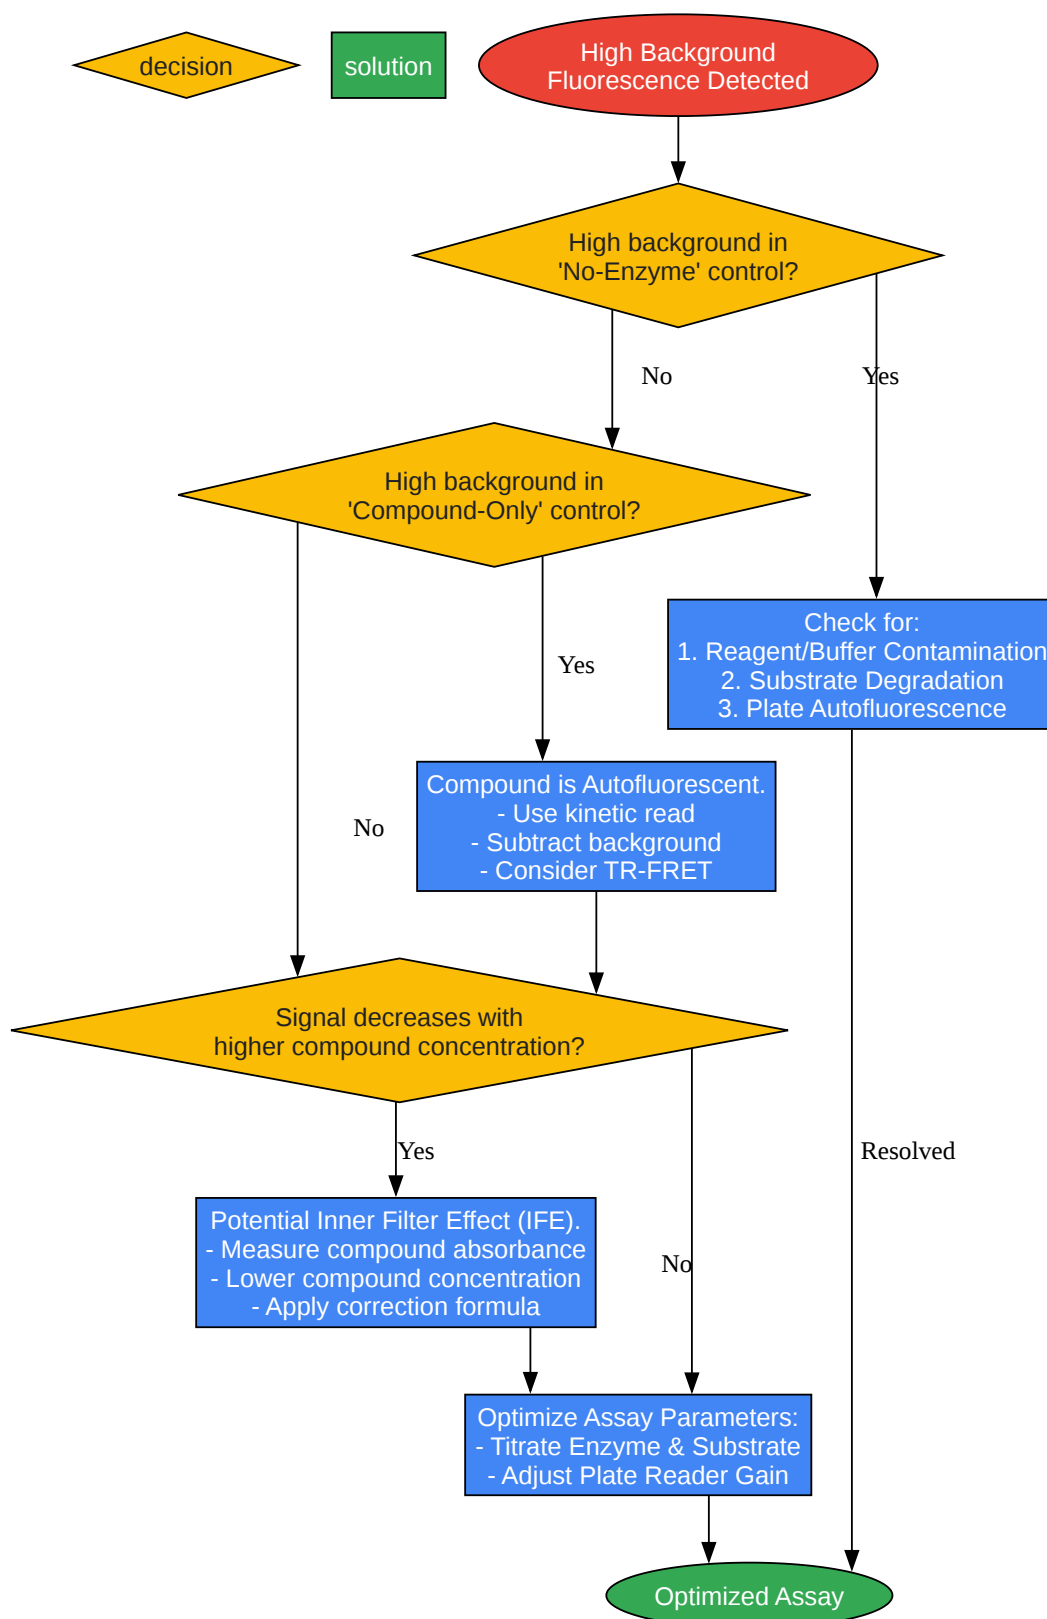 decision
solution
High Background
Fluorescence Detected
High background in
'No-Enzyme' control?
No
Yes
High background in
'Compound-Only' control?
Check for:
1. Reagent/Buffer Contamination
2. Substrate Degradation
3. Plate Autofluorescence
Yes
Compound is Autofluorescent.
- Use kinetic read
- Subtract background
- Consider TR-FRET
No
Signal decreases with
higher compound concentration?
Yes
Resolved
Potential Inner Filter Effect (IFE).
- Measure compound absorbance
- Lower compound concentration
- Apply correction formula
No
Optimize Assay Parameters:
- Titrate Enzyme & Substrate
- Adjust Plate Reader Gain
Optimized Assay